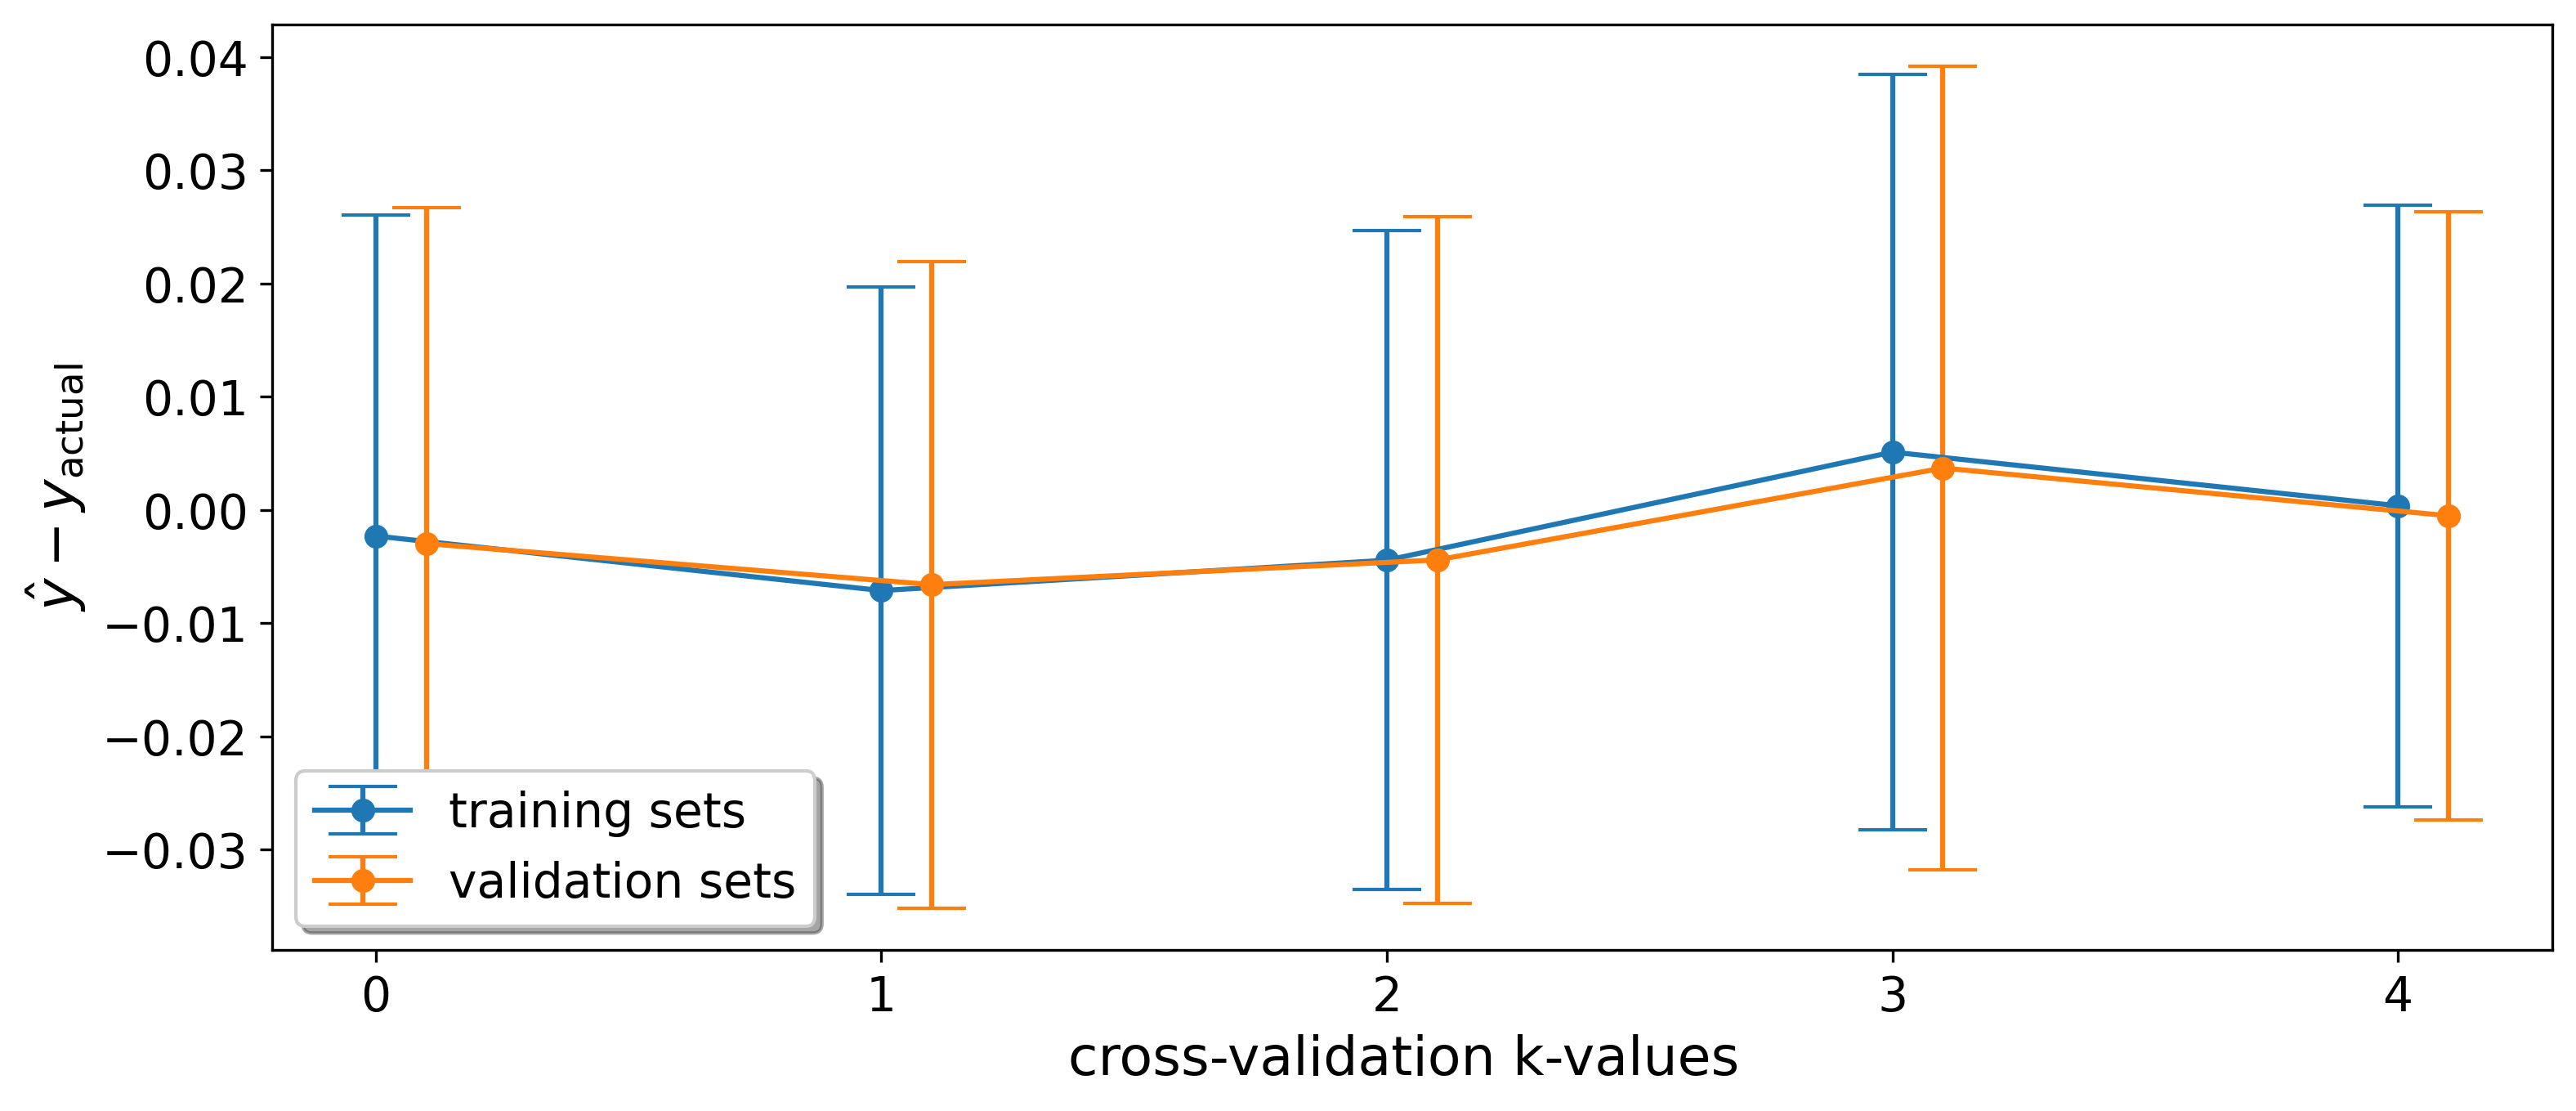 0.04
0.03
0.02
0.01
0.00
−0.01
−0.02
−0.03
ŷ − y_actual
training sets
validation sets
0 1 2 3 4
cross-validation k-values